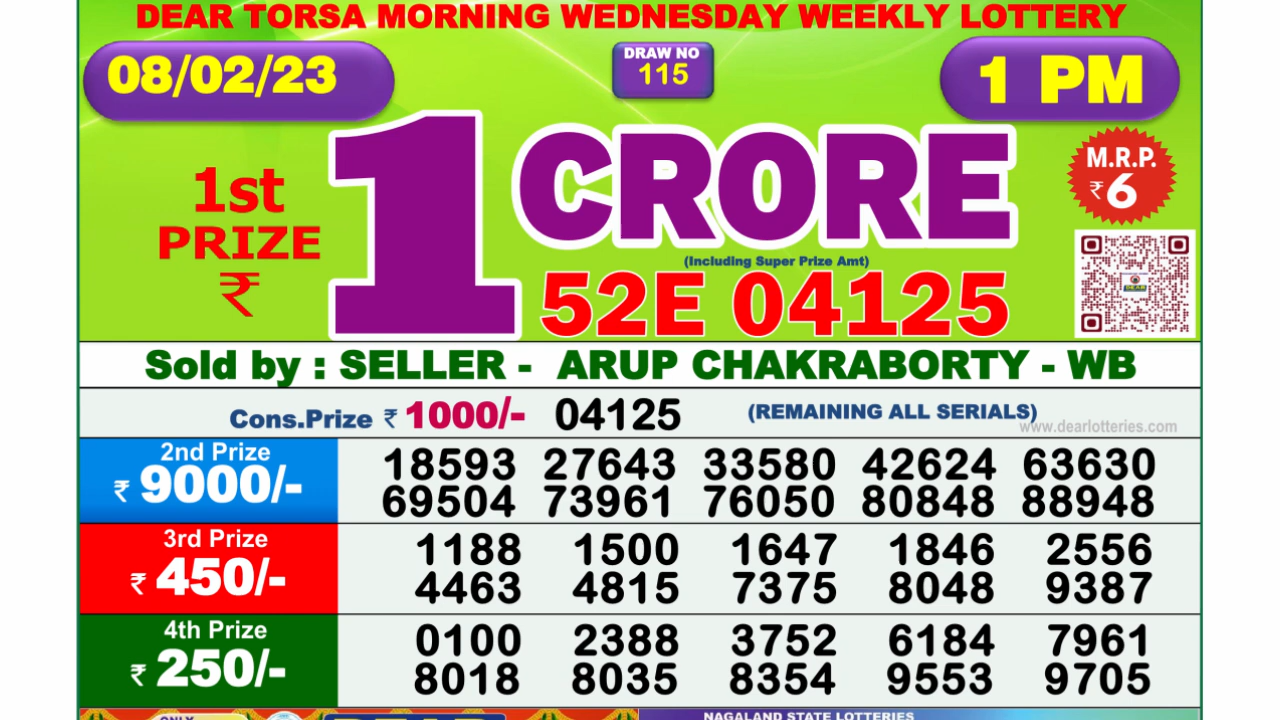 DEAR TORSA MORNING WEDNESDAY WEEKLY LOTTERY
08/02/23
DRAW NO
115
1 PM
1st
PRIZE
₹
1 CRORE
(Including Super Prize Amt)
52E 04125
M.R.P.
₹ 6
DEAR
Sold by : SELLER - ARUP CHAKRABORTY - WB
Cons.Prize ₹ 1000/- 04125 (REMAINING ALL SERIALS)
www.dearlotteries.com
2nd Prize
₹ 9000/-
18593 27643 33580 42624 63630
69504 73961 76050 80848 88948
3rd Prize
₹ 450/-
1188 1500 1647 1846 2556
4463 4815 7375 8048 9387
4th Prize
₹ 250/-
0100 2388 3752 6184 7961
8018 8035 8354 9553 9705
ONLY
DEAR
NAGALAND STATE LOTTERIES